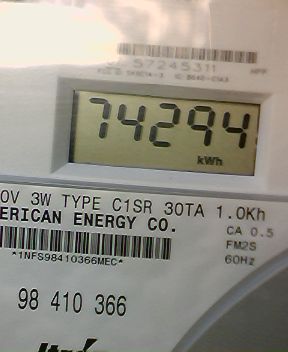 57245311
74294
kWh
0V 3W TYPE C1SR 30TA 1.0Kh
ERICAN ENERGY CO.
CA 0.5
FM2S
*1NFS98410366MEC*
60Hz
98 410 366